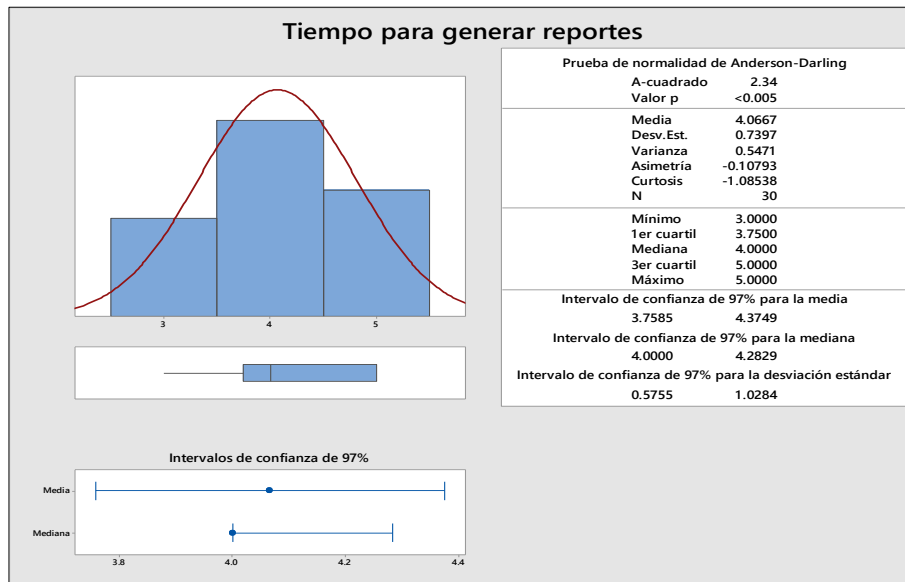 Tiempo para generar reportes
3 4 5
Intervalos de confianza de 97%
Media
Mediana
3.8 4.0 4.2 4.4
Prueba de normalidad de Anderson-Darling
A-cuadrado 2.34
Valor p <0.005
Media 4.0667
Desv.Est. 0.7397
Varianza 0.5471
Asimetría -0.10793
Curtosis -1.08538
N 30
Mínimo 3.0000
1er cuartil 3.7500
Mediana 4.0000
3er cuartil 5.0000
Máximo 5.0000
Intervalo de confianza de 97% para la media
3.7585 4.3749
Intervalo de confianza de 97% para la mediana
4.0000 4.2829
Intervalo de confianza de 97% para la desviación estándar
0.5755 1.0284